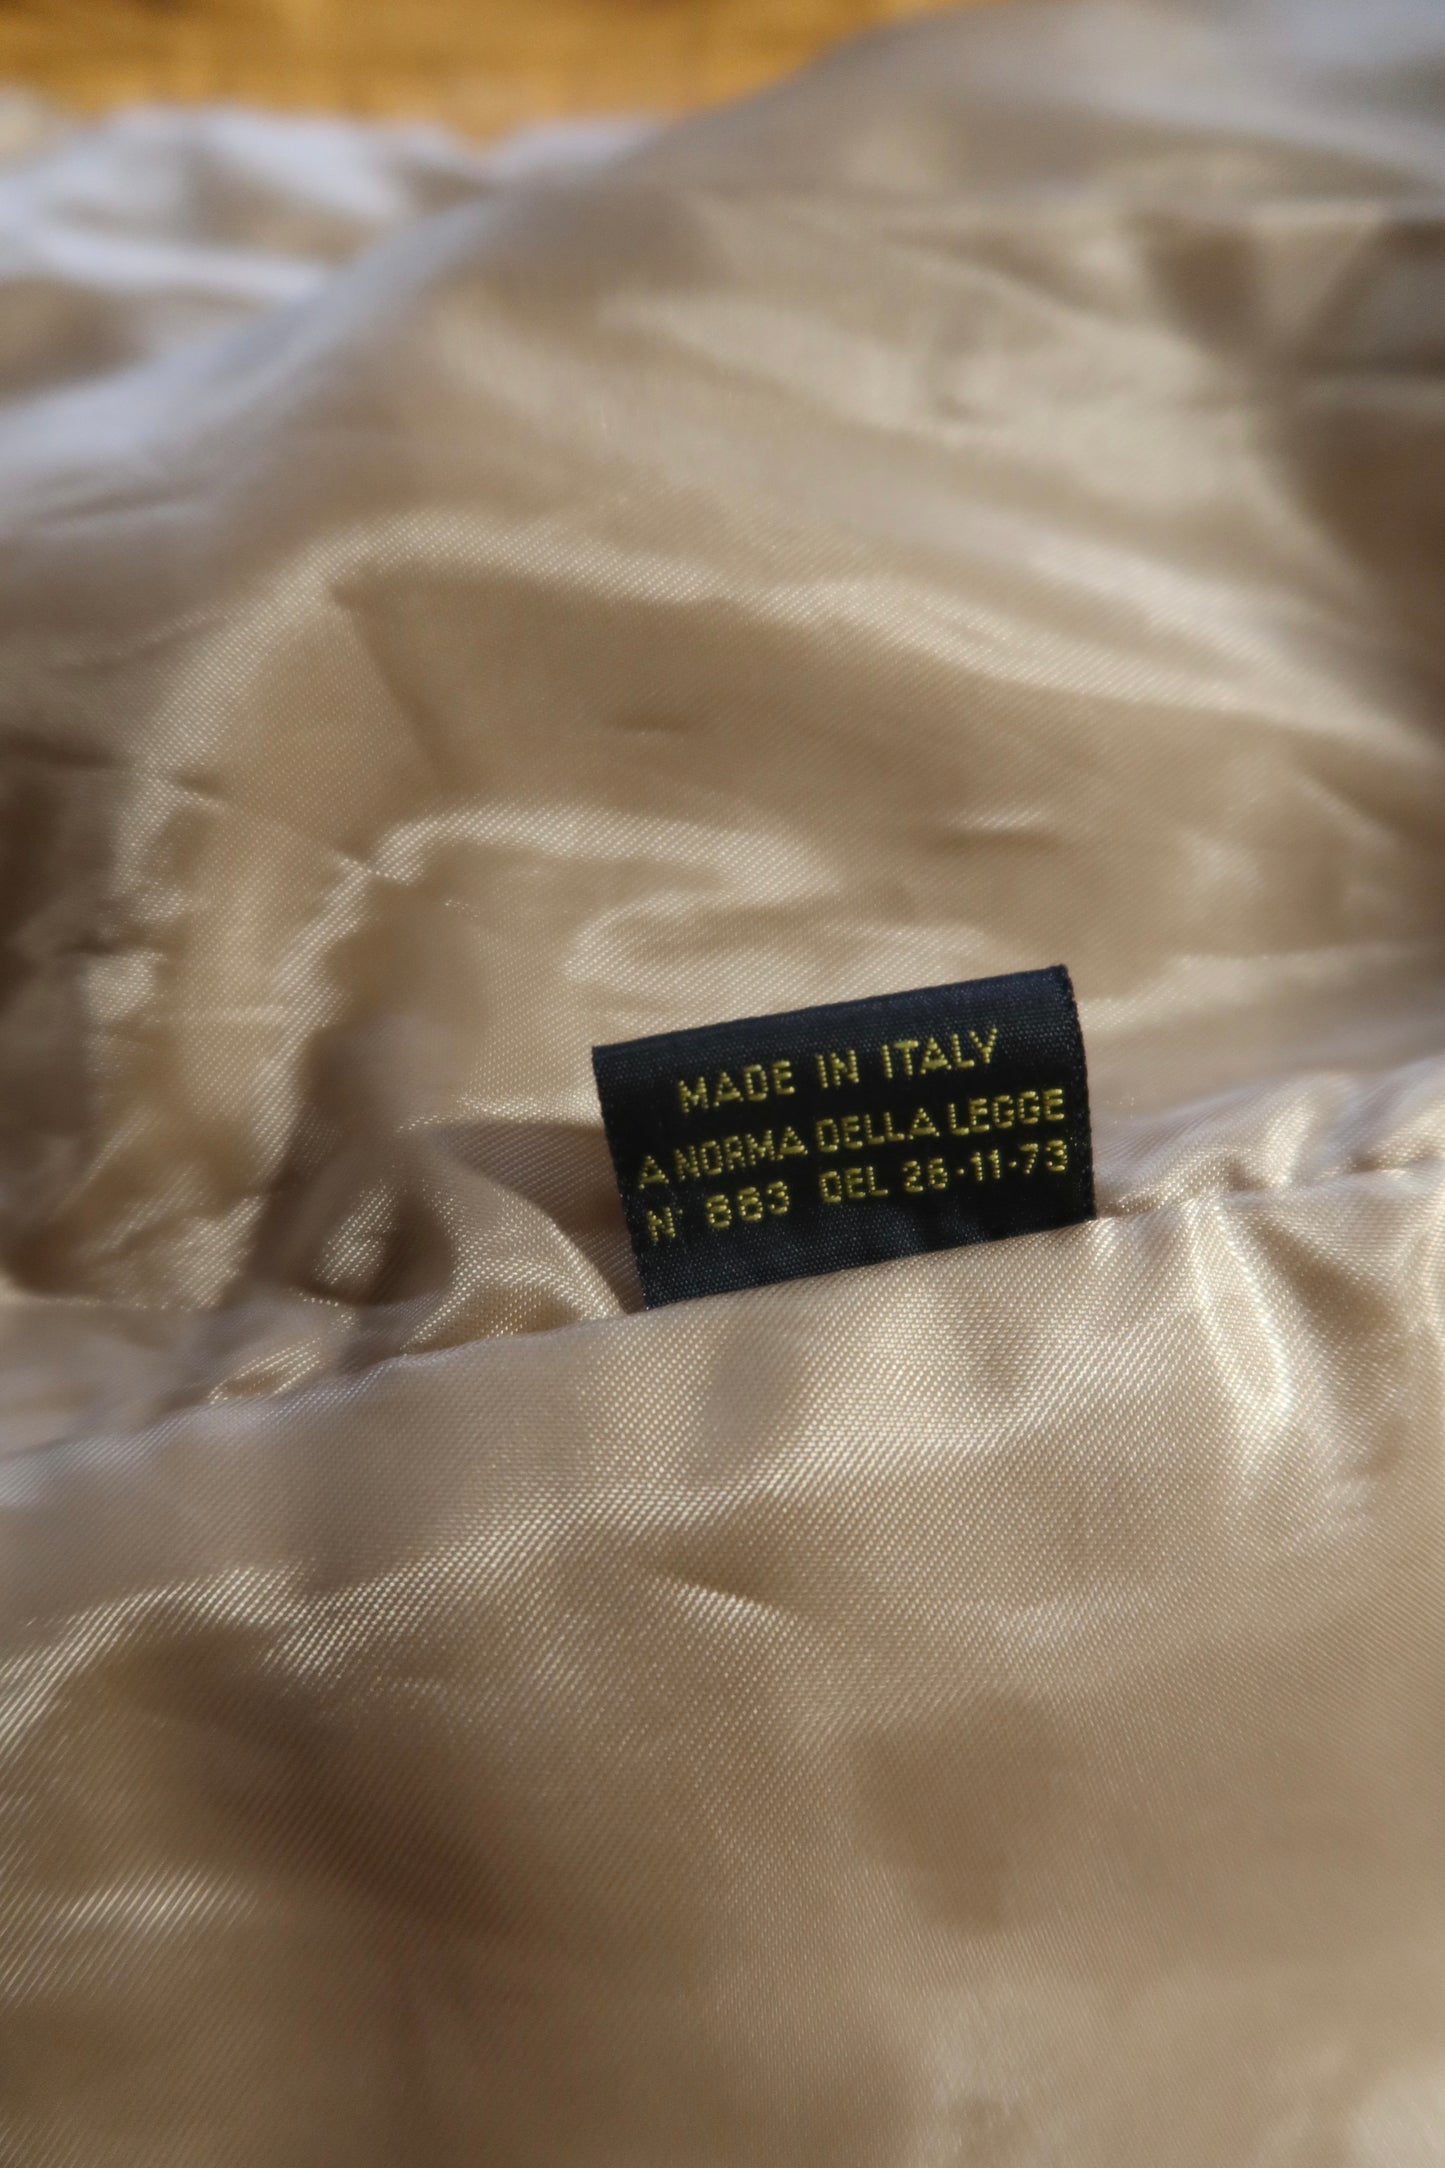 MADE IN ITALY
A NORMA DELLA LEGGE
N° 883 DEL 26-11-73